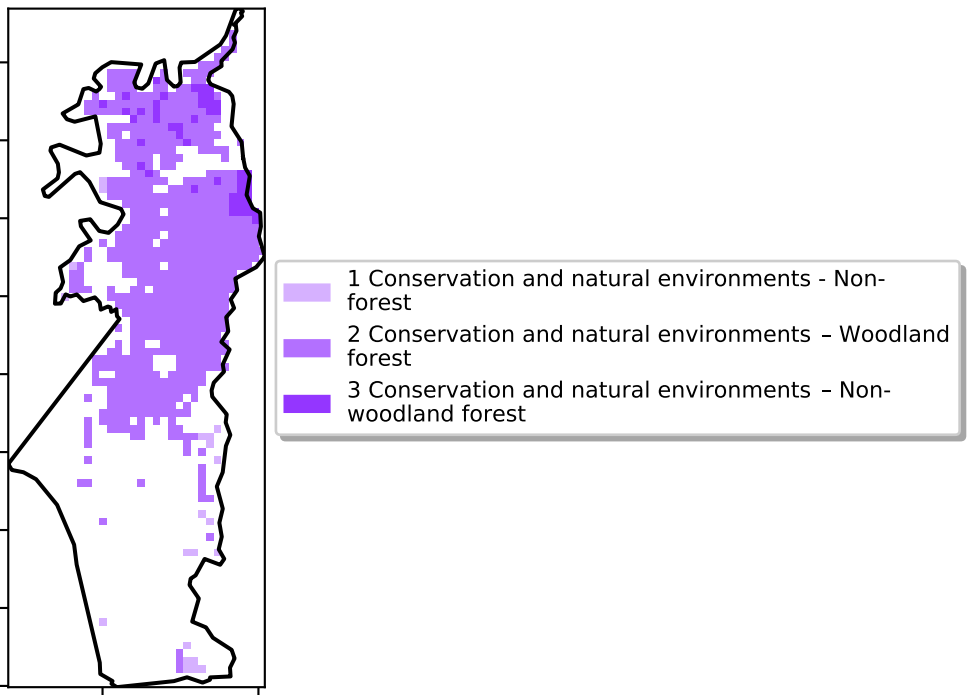 1 Conservation and natural environments - Non-
forest
2 Conservation and natural environments – Woodland
forest
3 Conservation and natural environments – Non-
woodland forest